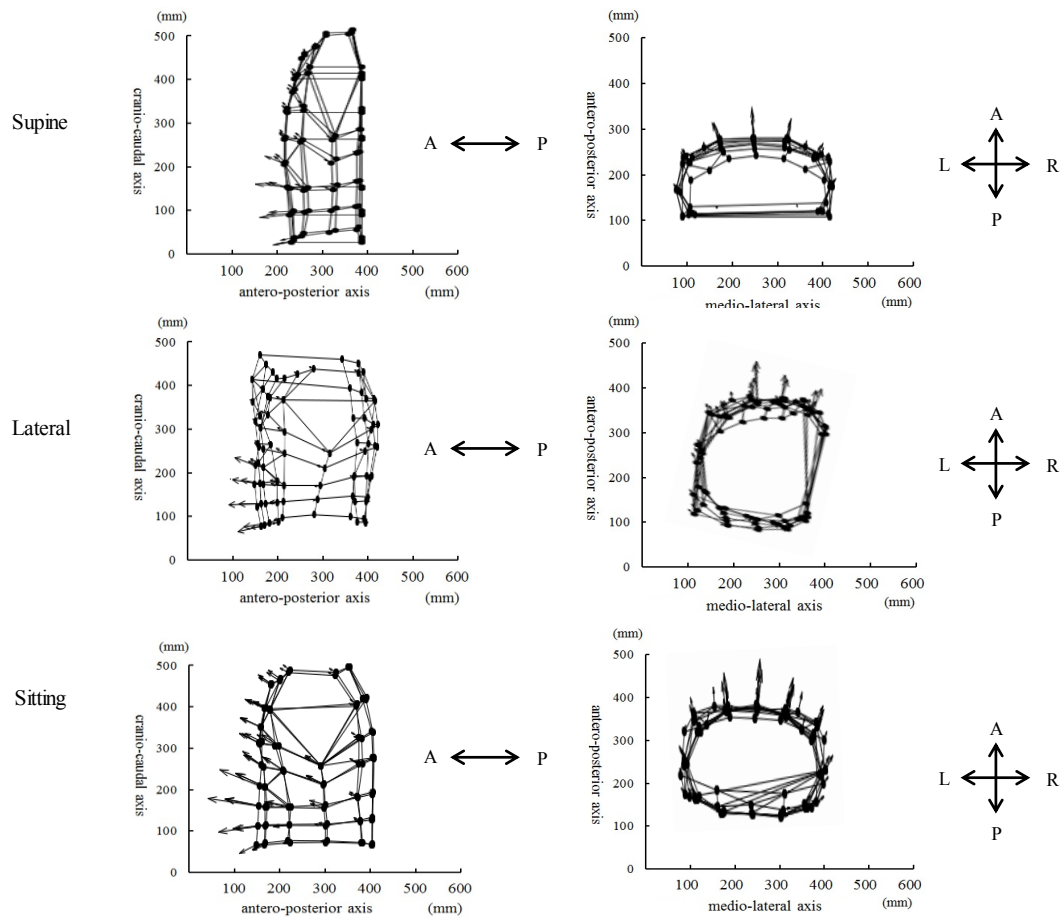 Supine
(mm)
500
400
300
200
100
0
cranio-caudal axis
100 200 300 400 500 600
antero-posterior axis (mm)
A P
(mm)
500
400
300
200
100
0
antero-posterior axis
100 200 300 400 500 600
medio-lateral axis (mm)
A
L R
P
Lateral
(mm)
500
400
300
200
100
0
cranio-caudal axis
100 200 300 400 500 600
antero-posterior axis (mm)
A P
(mm)
500
400
300
200
100
0
antero-posterior axis
100 200 300 400 500 600
medio-lateral axis (mm)
A
L R
P
Sitting
(mm)
500
400
300
200
100
0
cranio-caudal axis
100 200 300 400 500 600
antero-posterior axis (mm)
A P
(mm)
500
400
300
200
100
0
antero-posterior axis
100 200 300 400 500 600
medio-lateral axis (mm)
A
L R
P